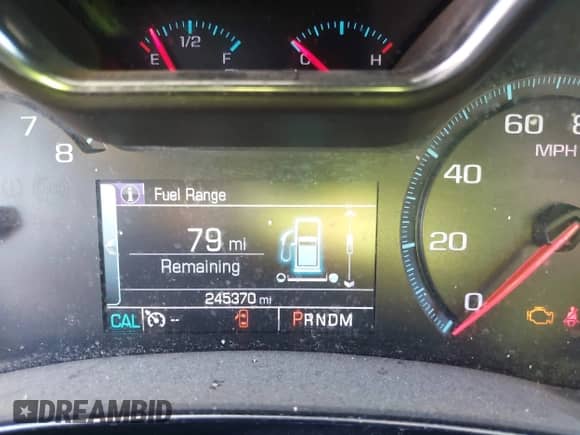 1/2
E F
C H
7
8
60 8
MPH
40
20
0
i Fuel Range
79 mi
Remaining
245370 mi
CAL -- PRNDM
DREAMBID